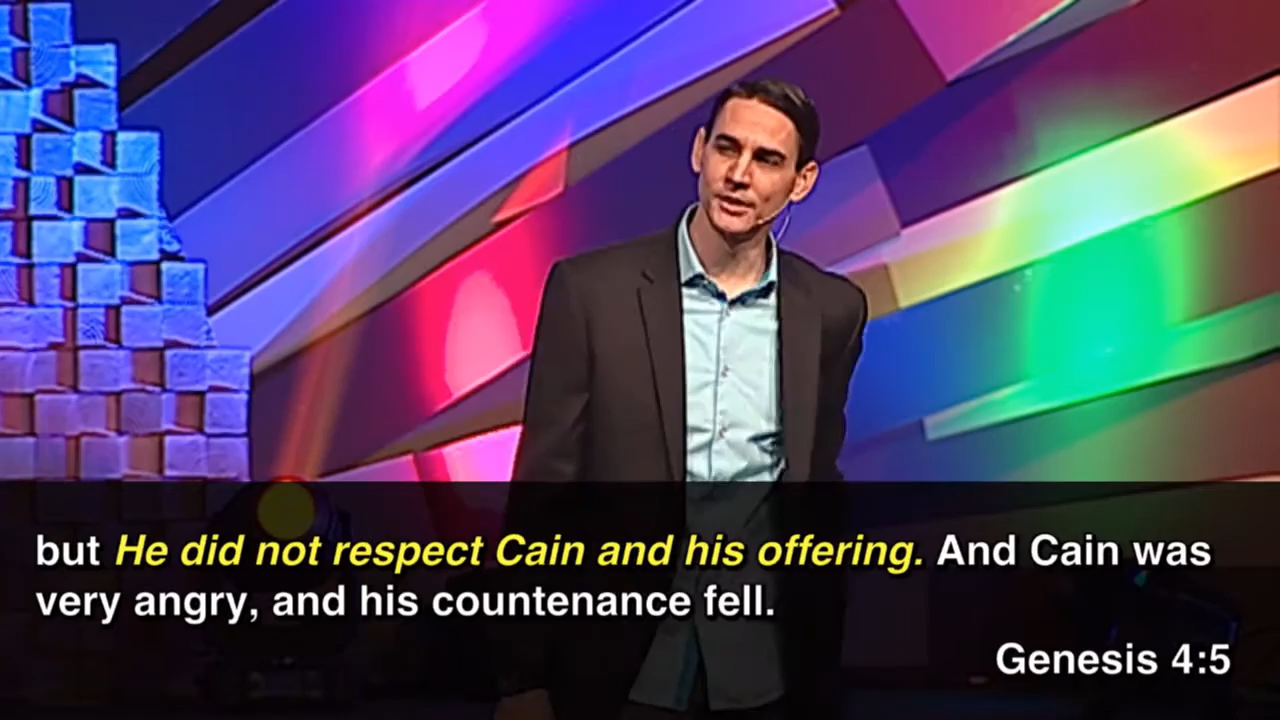 but He did not respect Cain and his offering. And Cain was
very angry, and his countenance fell.
Genesis 4:5